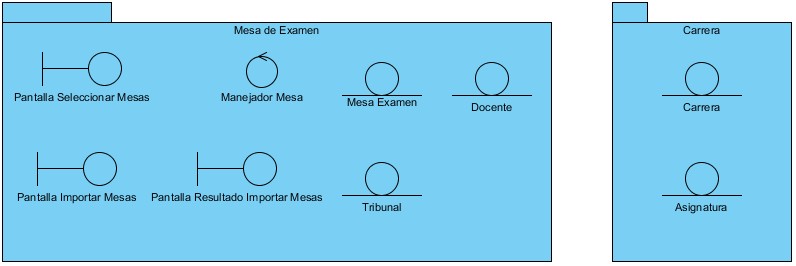 Mesa de Examen
Carrera
Pantalla Seleccionar Mesas
Manejador Mesa
Mesa Examen
Docente
Carrera
Pantalla Importar Mesas
Pantalla Resultado Importar Mesas
Tribunal
Asignatura